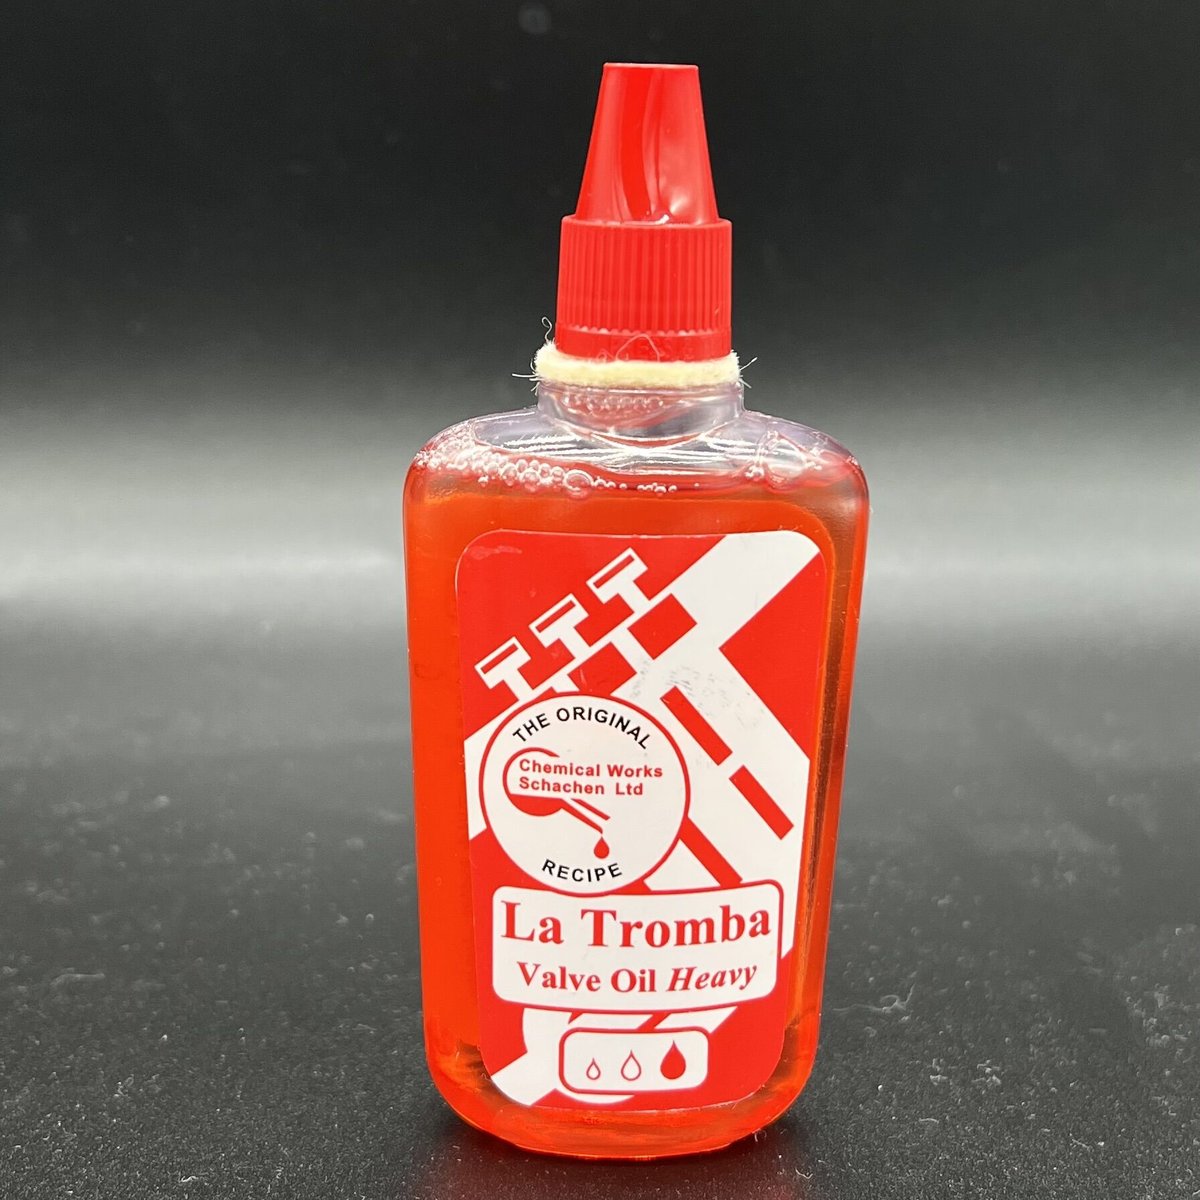 THE ORIGINAL
Chemical Works
Schachen Ltd
RECIPE
La Tromba
Valve Oil Heavy